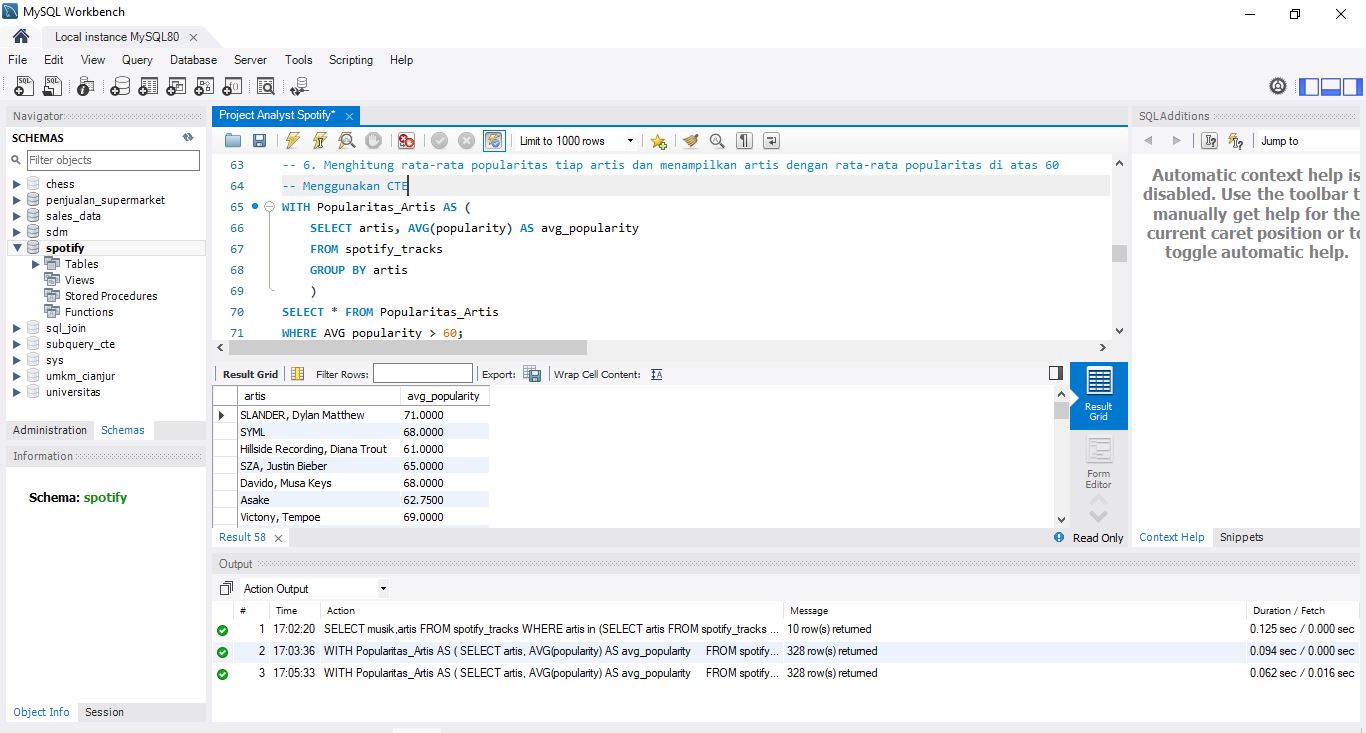 MySQL Workbench
Local instance MySQL80
File Edit View Query Database Server Tools Scripting Help
Navigator
SCHEMAS
Filter objects
chess
penjualan_supermarket
sales_data
sdm
spotify
Tables
Views
Stored Procedures
Functions
sql_join
subquery_cte
sys
umkm_cianjur
universitas
Administration Schemas
Information
Schema: spotify
Object Info Session
Project Analyst Spotify*
Limit to 1000 rows
63 -- 6. Menghitung rata-rata popularitas tiap artis dan menampilkan artis dengan rata-rata popularitas di atas 60
64 -- Menggunakan CTE
65 WITH Popularitas_Artis AS (
66 SELECT artis, AVG(popularity) AS avg_popularity
67 FROM spotify_tracks
68 GROUP BY artis
69 )
70 SELECT * FROM Popularitas_Artis
71 WHERE AVG_popularity > 60;
Result Grid Filter Rows: Export: Wrap Cell Content:
artis avg_popularity
SLANDER, Dylan Matthew 71.0000
SYML 68.0000
Hillside Recording, Diana Trout 61.0000
SZA, Justin Bieber 65.0000
Davido, Musa Keys 68.0000
Asake 62.7500
Victony, Tempoe 69.0000
Result Grid
Form Editor
Result 58
Read Only
SQLAdditions
Jump to
Automatic context help is
disabled. Use the toolbar t
manually get help for the
current caret position or to
toggle automatic help.
Context Help Snippets
Output
Action Output
# Time Action Message Duration / Fetch
1 17:02:20 SELECT musik,artis FROM spotify_tracks WHERE artis in (SELECT artis FROM spotify_tracks ... 10 row(s) returned 0.125 sec / 0.000 sec
2 17:03:36 WITH Popularitas_Artis AS ( SELECT artis, AVG(popularity) AS avg_popularity FROM spotify... 328 row(s) returned 0.094 sec / 0.000 sec
3 17:05:33 WITH Popularitas_Artis AS ( SELECT artis, AVG(popularity) AS avg_popularity FROM spotify... 328 row(s) returned 0.062 sec / 0.016 sec